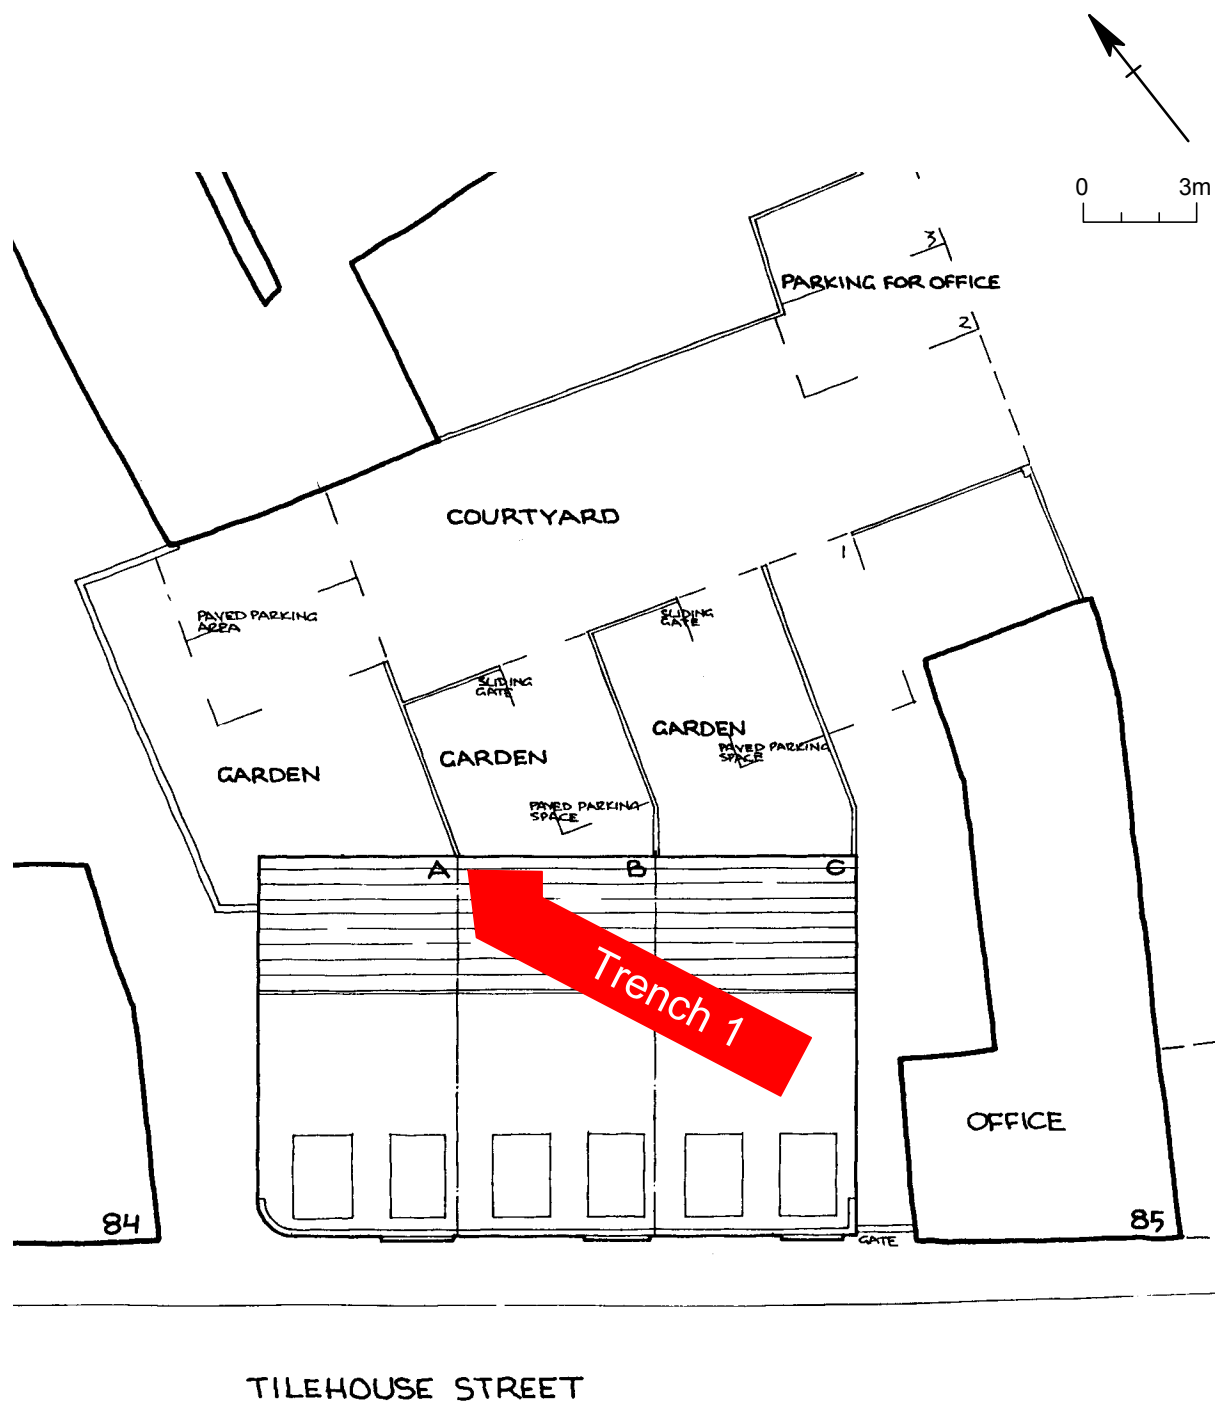 0 3m
3
PARKING FOR OFFICE
2
COURTYARD
1
PAVED PARKING
AREA
SLIDING
GATE
SLIDING
GATE
GARDEN
PAVED PARKING
SPACE
GARDEN
GARDEN
PAVED PARKING
SPACE
A
B
C
Trench 1
OFFICE
84
85
GATE
TILEHOUSE STREET